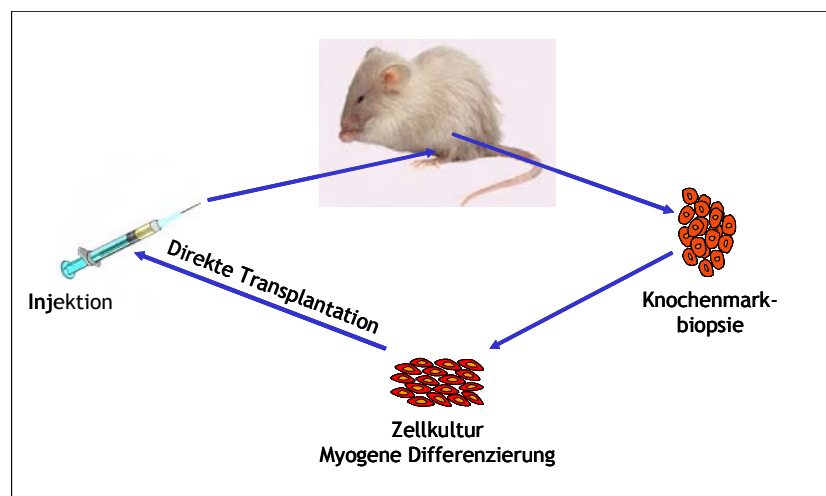 Direkte Transplantation
Injektion
Knochenmark-
biopsie
Zellkultur
Myogene Differenzierung